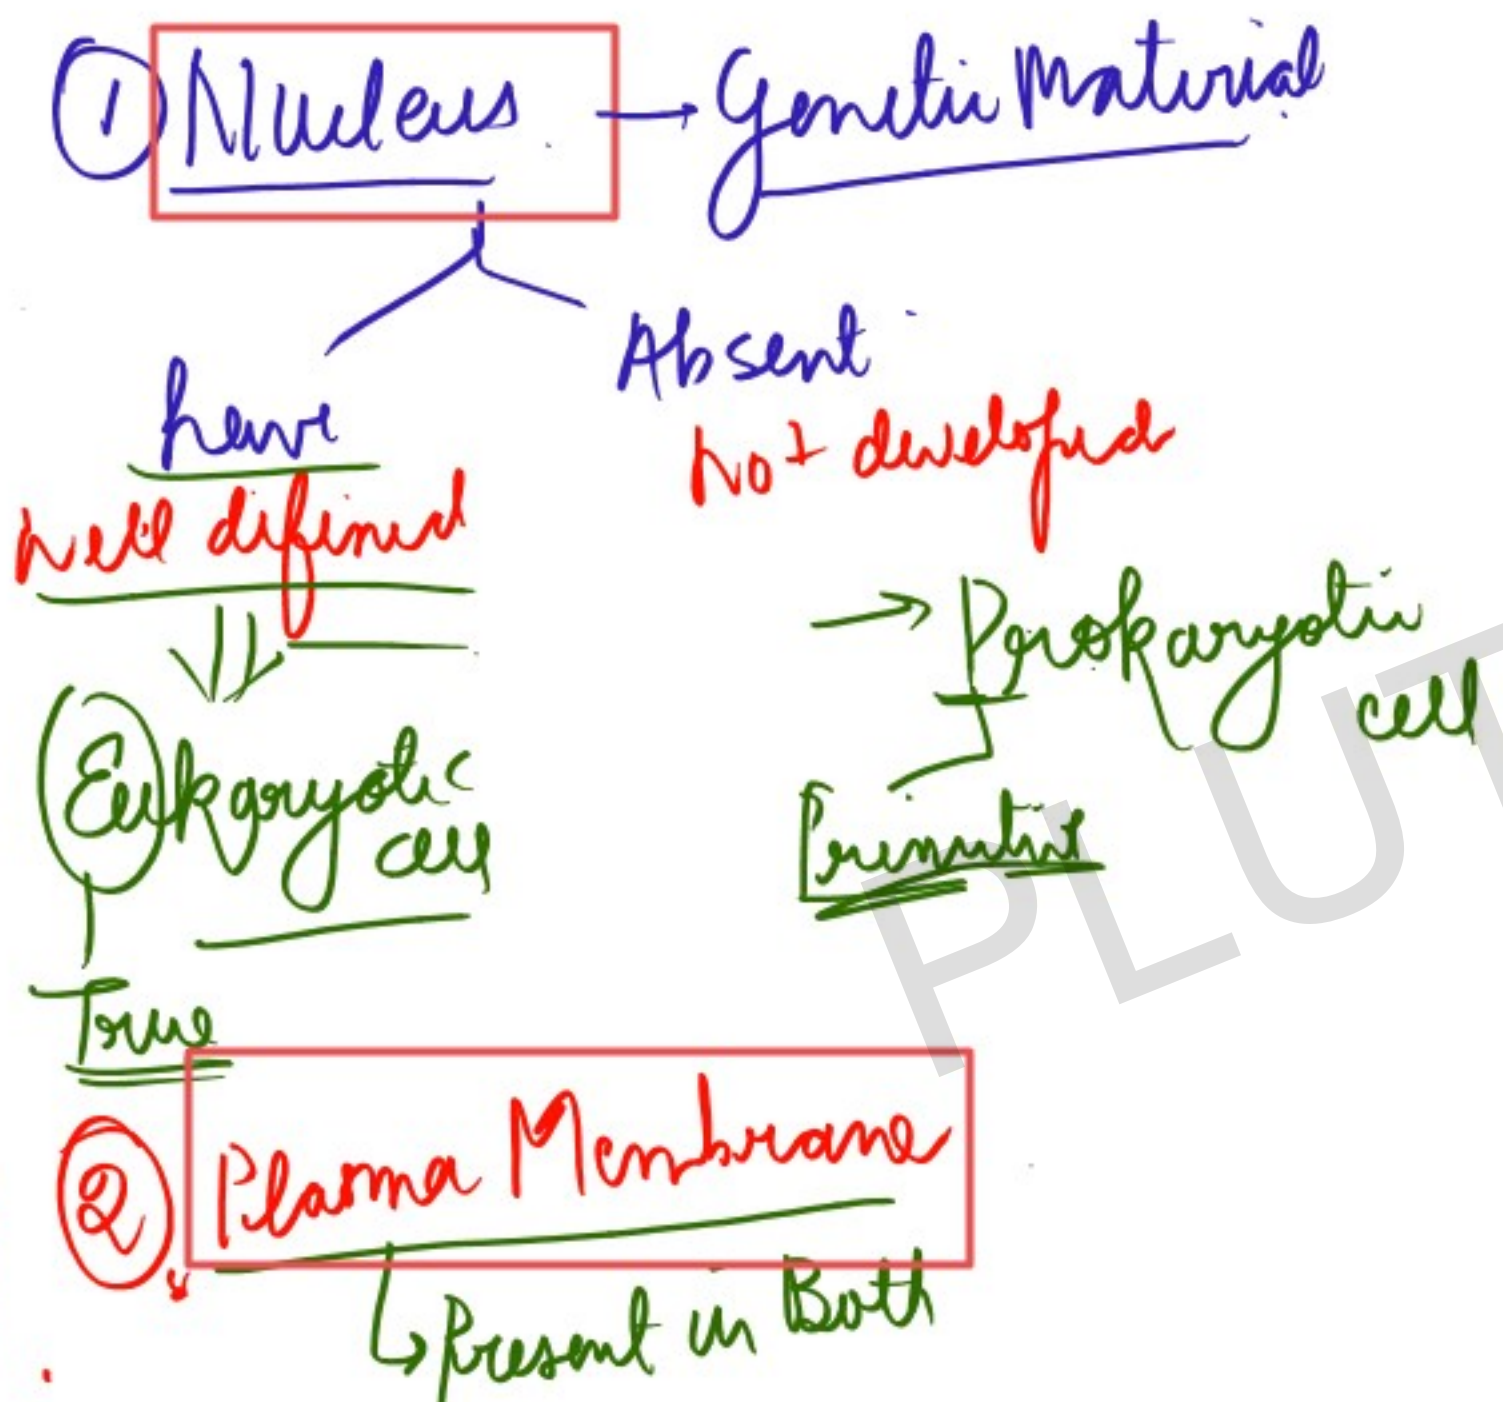 ① Nucleus → Genetic Material
have
Absent
well defined
Not developed
Eukaryotic
cell
→ Prokaryotic
cell
Primitive
True
② Plasma Membrane
↳ Present in Both
PLUT